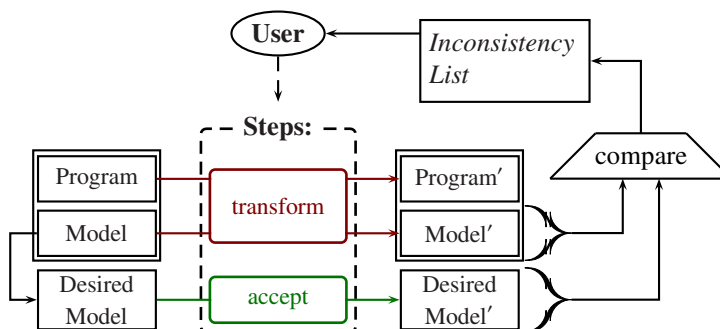 User
Inconsistency
List
Steps:
compare
Program
transform
Program′
Model
Model′
Desired
Model
accept
Desired
Model′